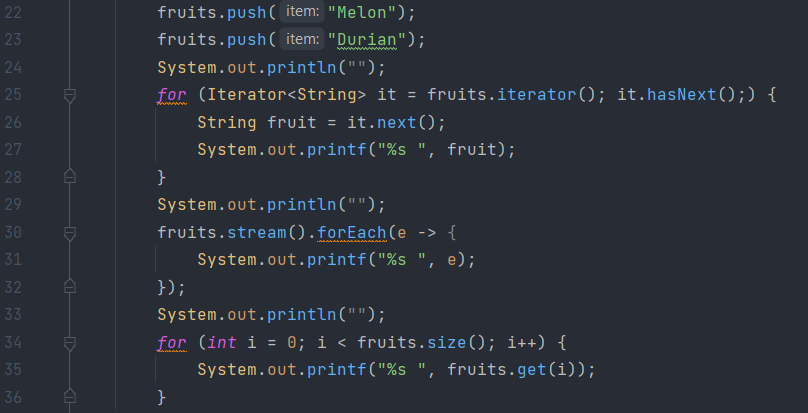 22 fruits.push( item: "Melon");
23 fruits.push( item: "Durian");
24 System.out.println("");
25 for (Iterator<String> it = fruits.iterator(); it.hasNext();) {
26 String fruit = it.next();
27 System.out.printf("%s ", fruit);
28 }
29 System.out.println("");
30 fruits.stream().forEach(e -> {
31 System.out.printf("%s ", e);
32 });
33 System.out.println("");
34 for (int i = 0; i < fruits.size(); i++) {
35 System.out.printf("%s ", fruits.get(i));
36 }